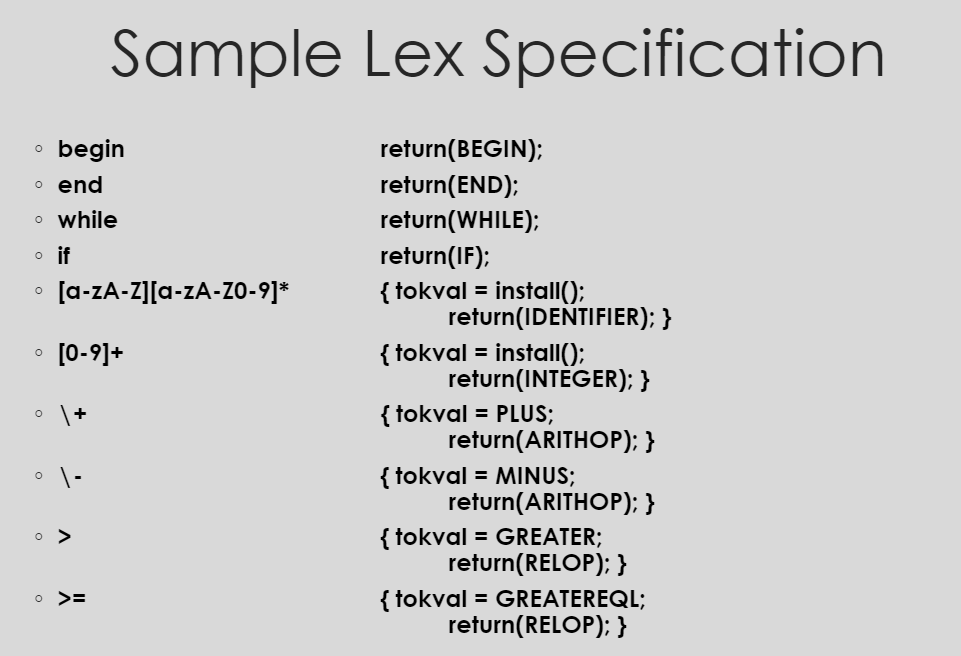 Sample Lex Specification
begin return(BEGIN);
end return(END);
while return(WHILE);
if return(IF);
[a-zA-Z][a-zA-Z0-9]* { tokval = install();
return(IDENTIFIER); }
[0-9]+ { tokval = install();
return(INTEGER); }
\+ { tokval = PLUS;
return(ARITHOP); }
\- { tokval = MINUS;
return(ARITHOP); }
> { tokval = GREATER;
return(RELOP); }
>= { tokval = GREATEREQL;
return(RELOP); }